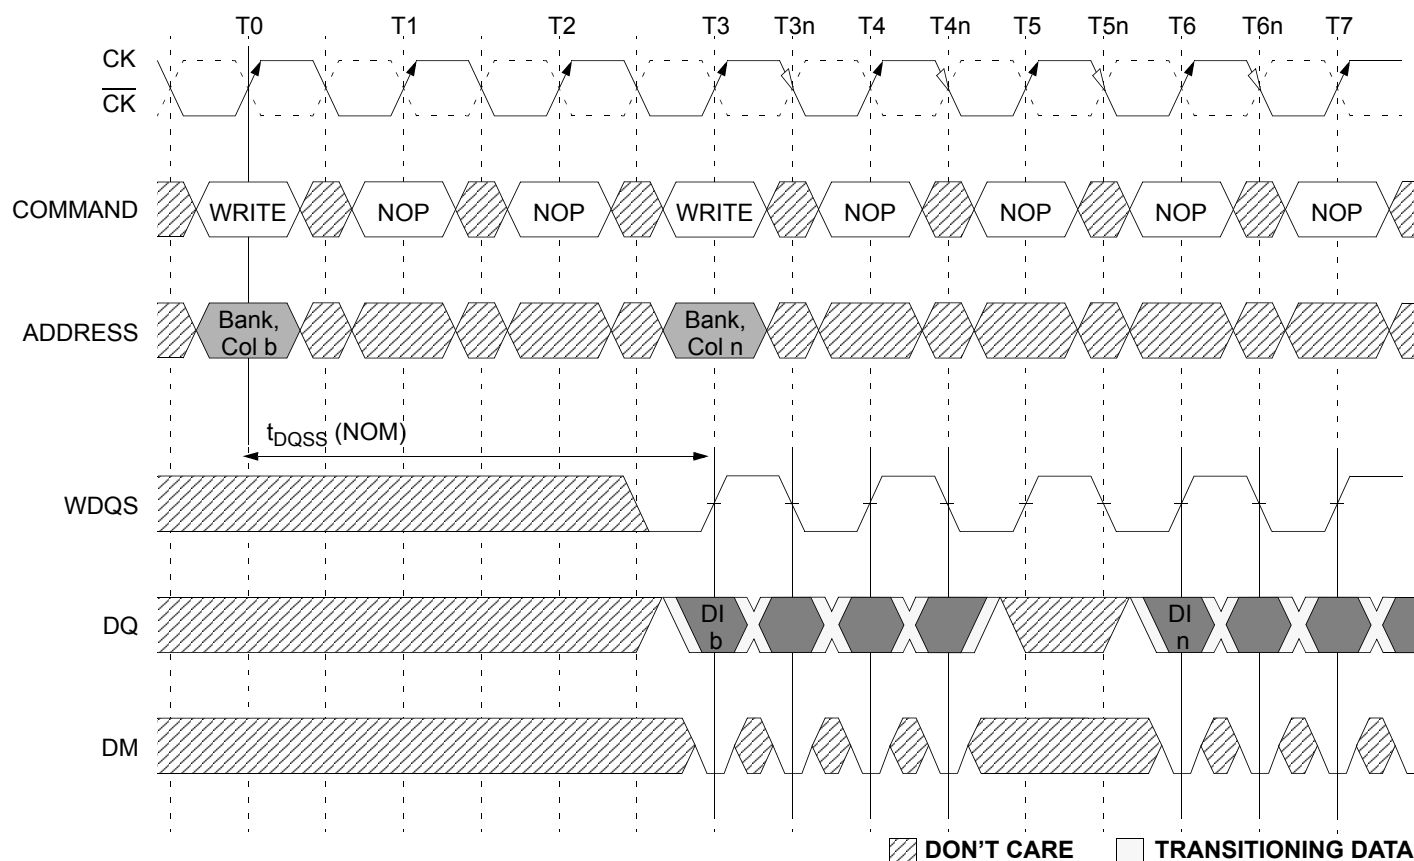 T0 T1 T2 T3 T3n T4 T4n T5 T5n T6 T6n T7
CK
CK
COMMAND WRITE NOP NOP WRITE NOP NOP NOP NOP
ADDRESS Bank, Col b Bank, Col n
tDQSS (NOM)
WDQS
DQ DI b DI n
DM
DON'T CARE TRANSITIONING DATA